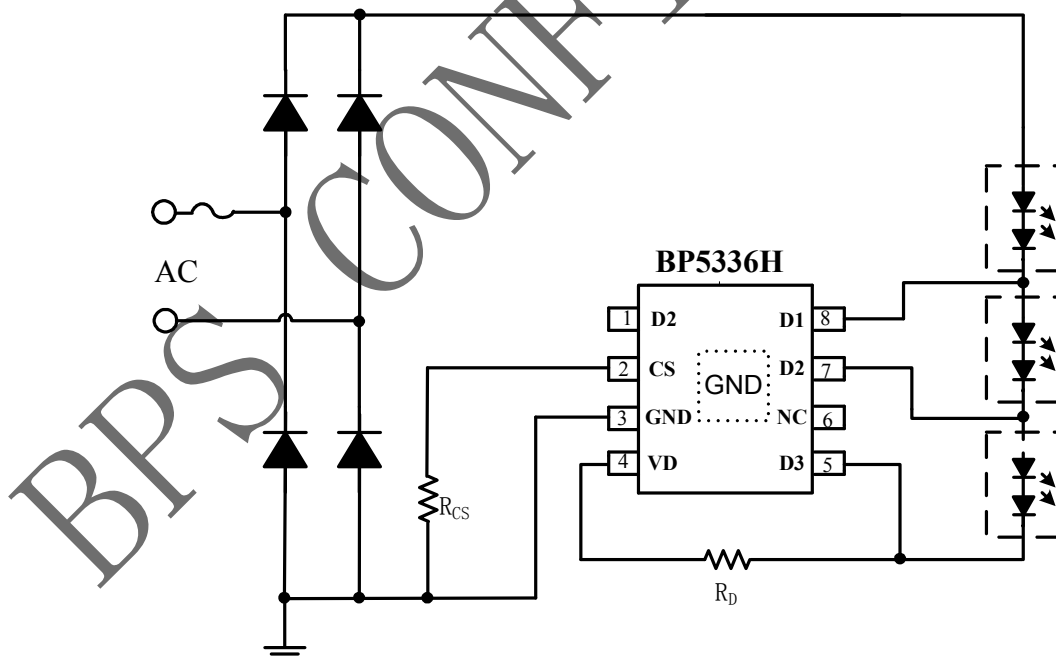 BPS CONF
AC
BP5336H
1 D2
2 CS
3 GND
4 VD
GND
D1 8
D2 7
NC 6
D3 5
RCS
RD